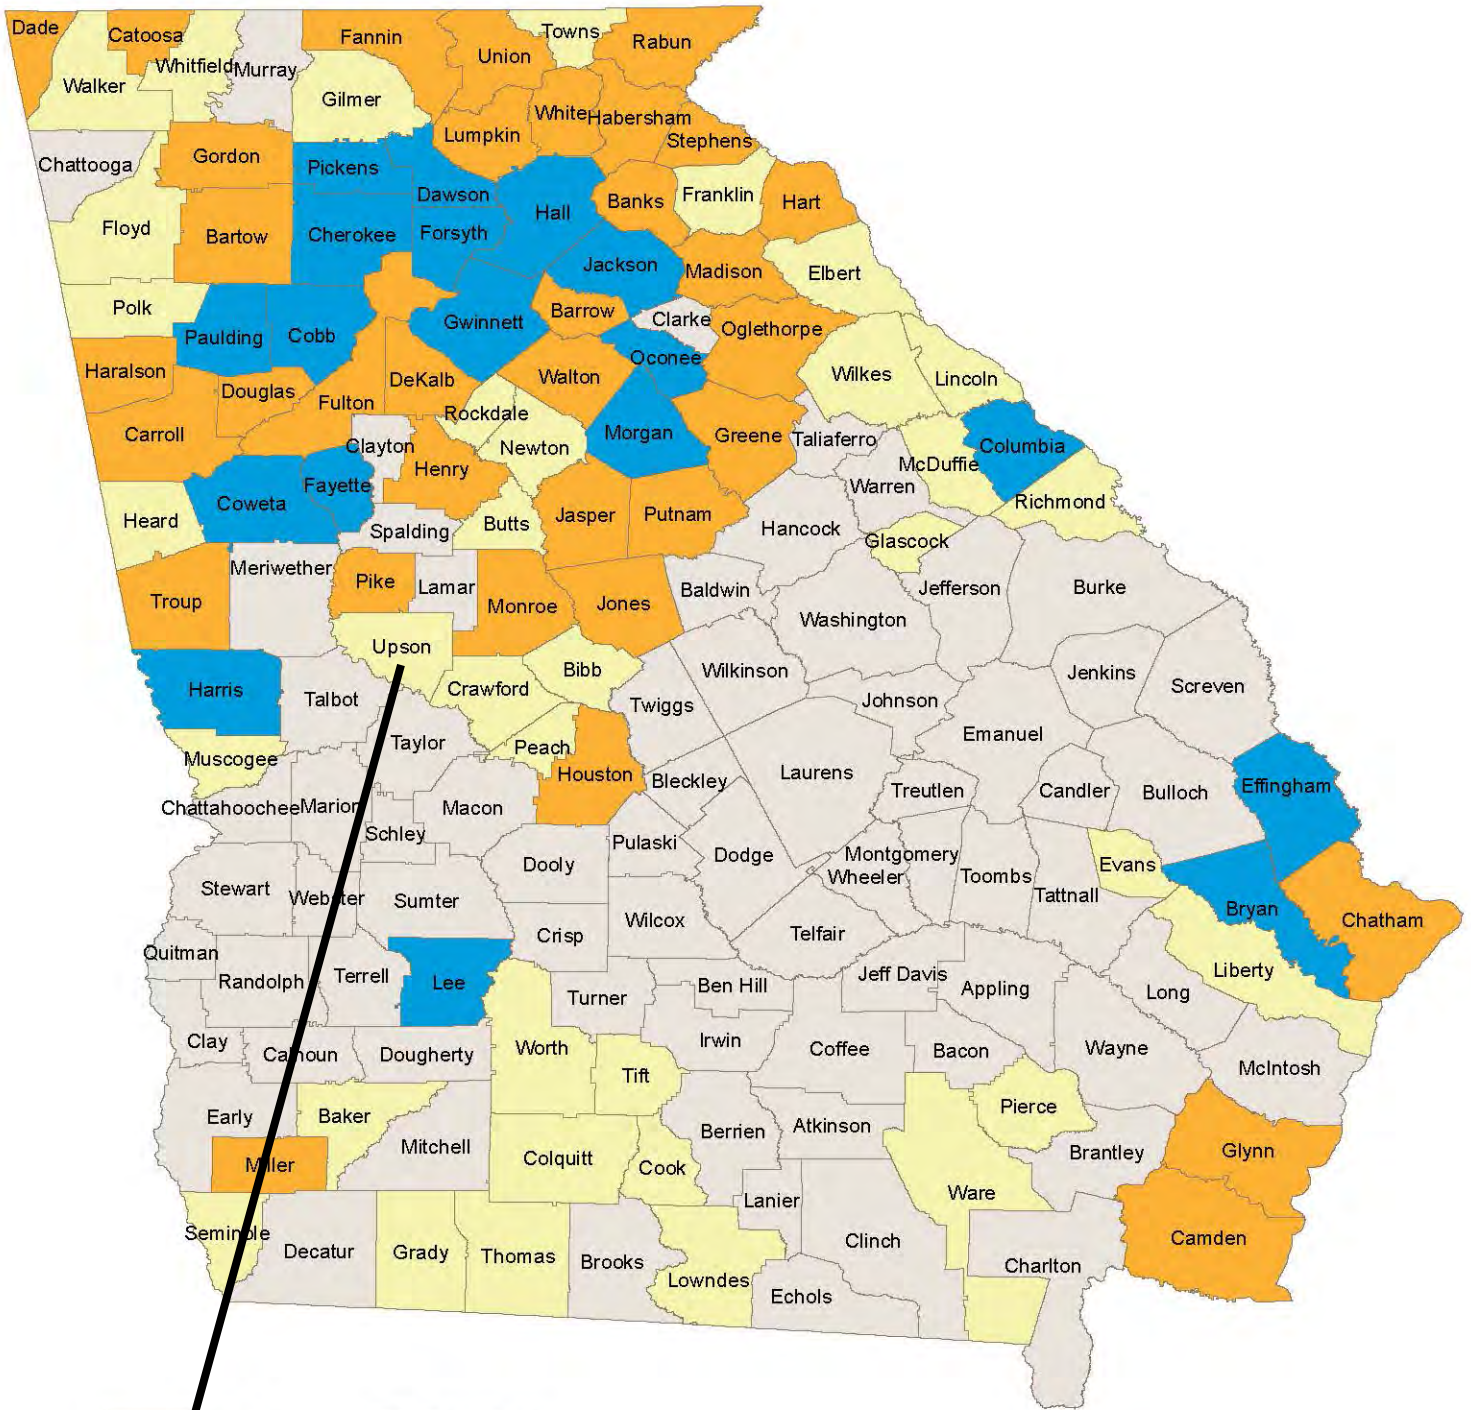 Dade
Catoosa
Fannin
Towns
Union
Rabun
Walker
Whitfield
Murray
Gilmer
White
Habersham
Lumpkin
Stephens
Chattooga
Gordon
Pickens
Dawson
Banks
Franklin
Hart
Floyd
Bartow
Cherokee
Forsyth
Hall
Jackson
Madison
Elbert
Polk
Paulding
Cobb
Gwinnett
Barrow
Clarke
Oglethorpe
Oconee
Haralson
Douglas
DeKalb
Walton
Wilkes
Lincoln
Carroll
Fulton
Rockdale
Clayton
Henry
Newton
Morgan
Greene
Taliaferro
Columbia
McDuffie
Coweta
Fayette
Warren
Richmond
Heard
Spalding
Butts
Jasper
Putnam
Hancock
Glascock
Meriwether
Troup
Pike
Lamar
Monroe
Jones
Baldwin
Washington
Jefferson
Burke
Upson
Harris
Talbot
Crawford
Bibb
Wilkinson
Twiggs
Johnson
Jenkins
Screven
Muscogee
Taylor
Peach
Houston
Bleckley
Laurens
Emanuel
Treutlen
Candler
Bulloch
Effingham
Chattahoochee
Marion
Schley
Macon
Dooly
Pulaski
Dodge
Montgomery
Wheeler
Toombs
Tattnall
Evans
Stewart
Webster
Sumter
Crisp
Wilcox
Telfair
Bryan
Chatham
Quitman
Randolph
Terrell
Lee
Turner
Ben Hill
Jeff Davis
Appling
Long
Liberty
Clay
Calhoun
Dougherty
Worth
Tift
Irwin
Coffee
Bacon
Wayne
McIntosh
Early
Baker
Mitchell
Miller
Colquitt
Cook
Berrien
Atkinson
Pierce
Brantley
Glynn
Seminole
Decatur
Grady
Thomas
Brooks
Lowndes
Lanier
Echols
Clinch
Ware
Charlton
Camden